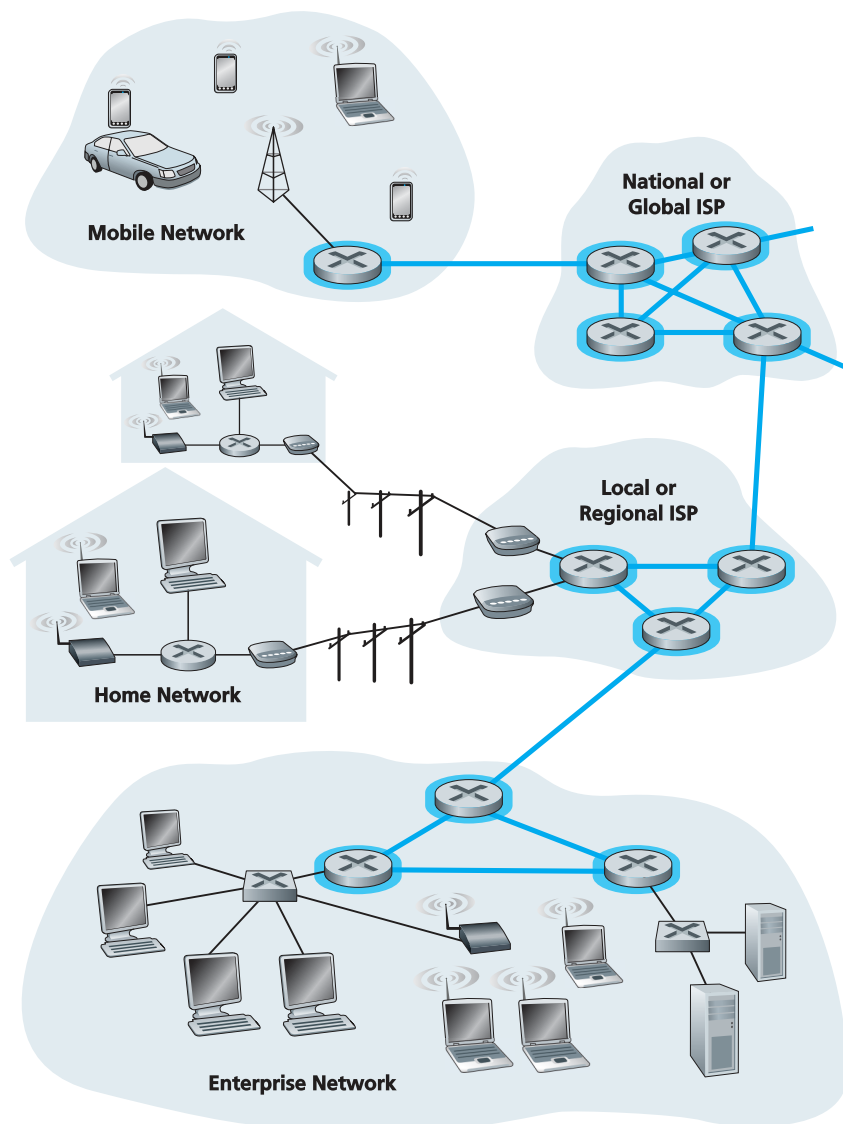 National or
Global ISP
Mobile Network
Local or
Regional ISP
Home Network
Enterprise Network